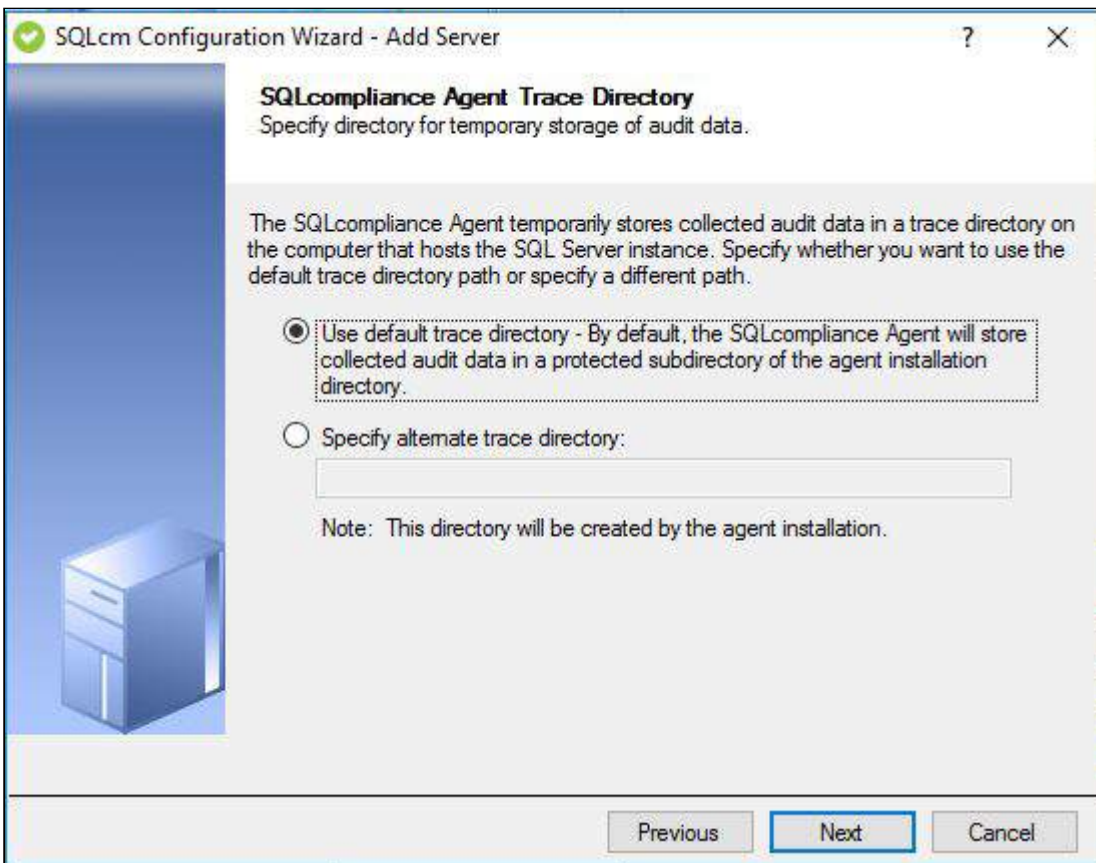 SQLcm Configuration Wizard - Add Server
?
SQLcompliance Agent Trace Directory
Specify directory for temporary storage of audit data.
The SQLcompliance Agent temporarily stores collected audit data in a trace directory on
the computer that hosts the SQL Server instance. Specify whether you want to use the
default trace directory path or specify a different path.
Use default trace directory - By default, the SQLcompliance Agent will store
collected audit data in a protected subdirectory of the agent installation
directory.
Specify alternate trace directory:
Note: This directory will be created by the agent installation.
Previous
Next
Cancel